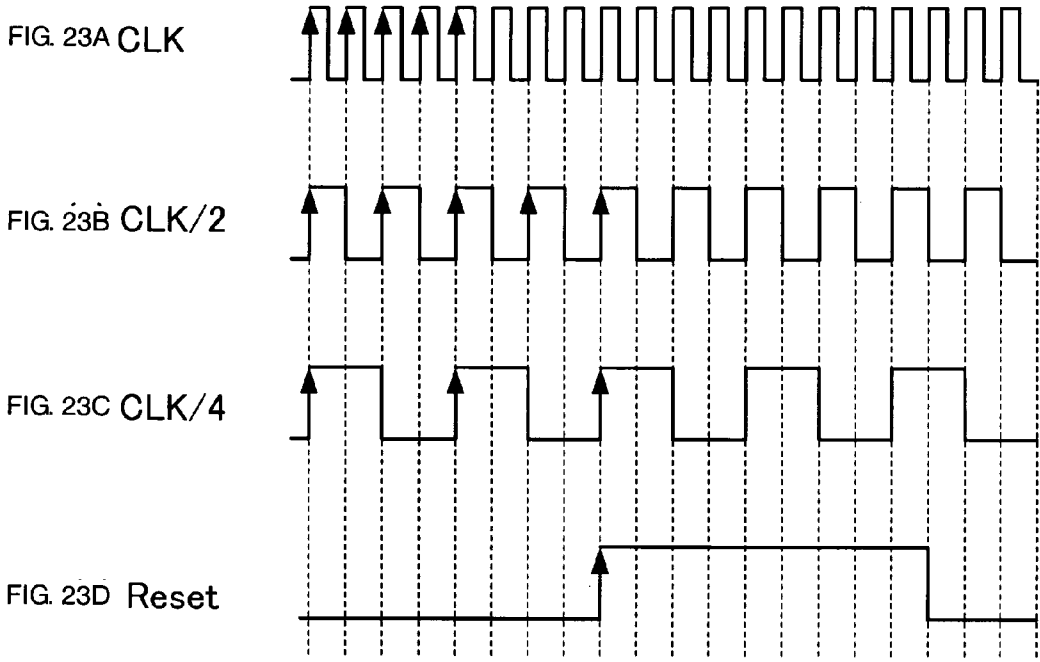 FIG. 23A CLK
FIG. 23B CLK/2
FIG. 23C CLK/4
FIG. 23D Reset